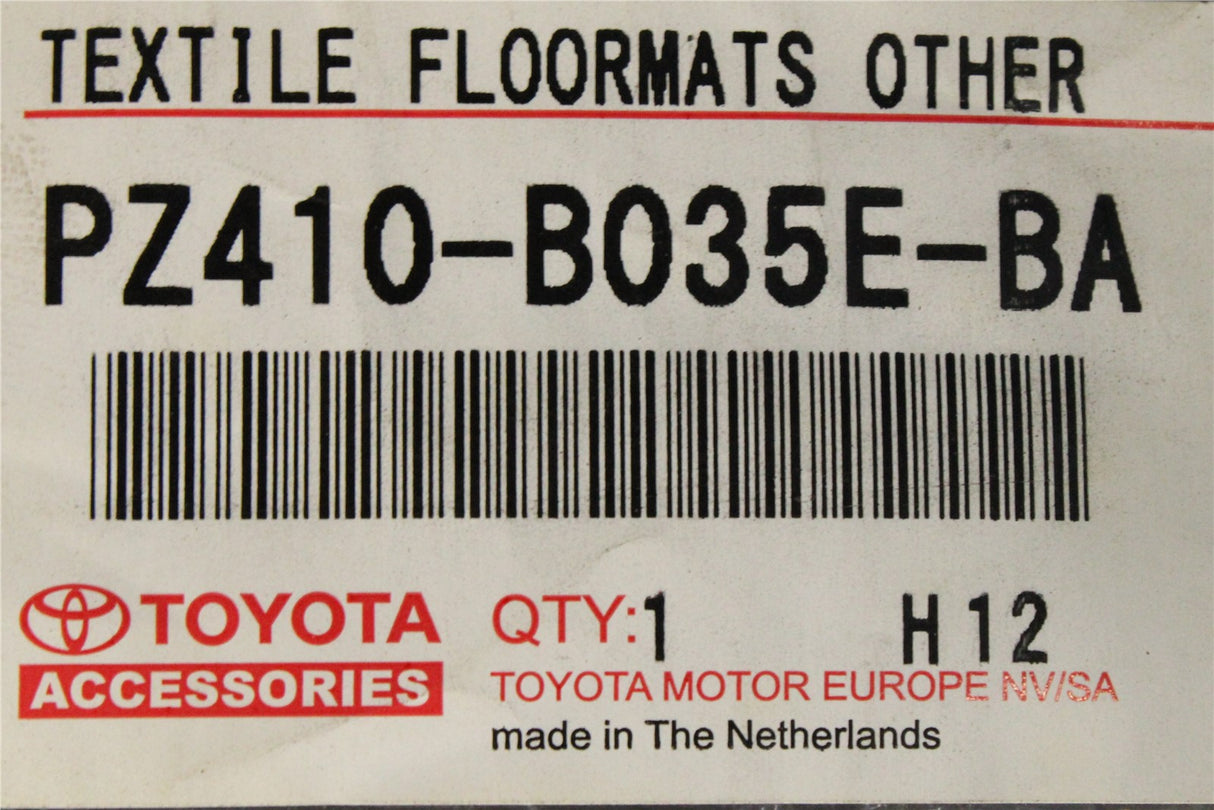 TEXTILE FLOORMATS OTHER
PZ410-B035E-BA
TOYOTA
ACCESSORIES
QTY:1 H12
TOYOTA MOTOR EUROPE NV/SA
made in The Netherlands